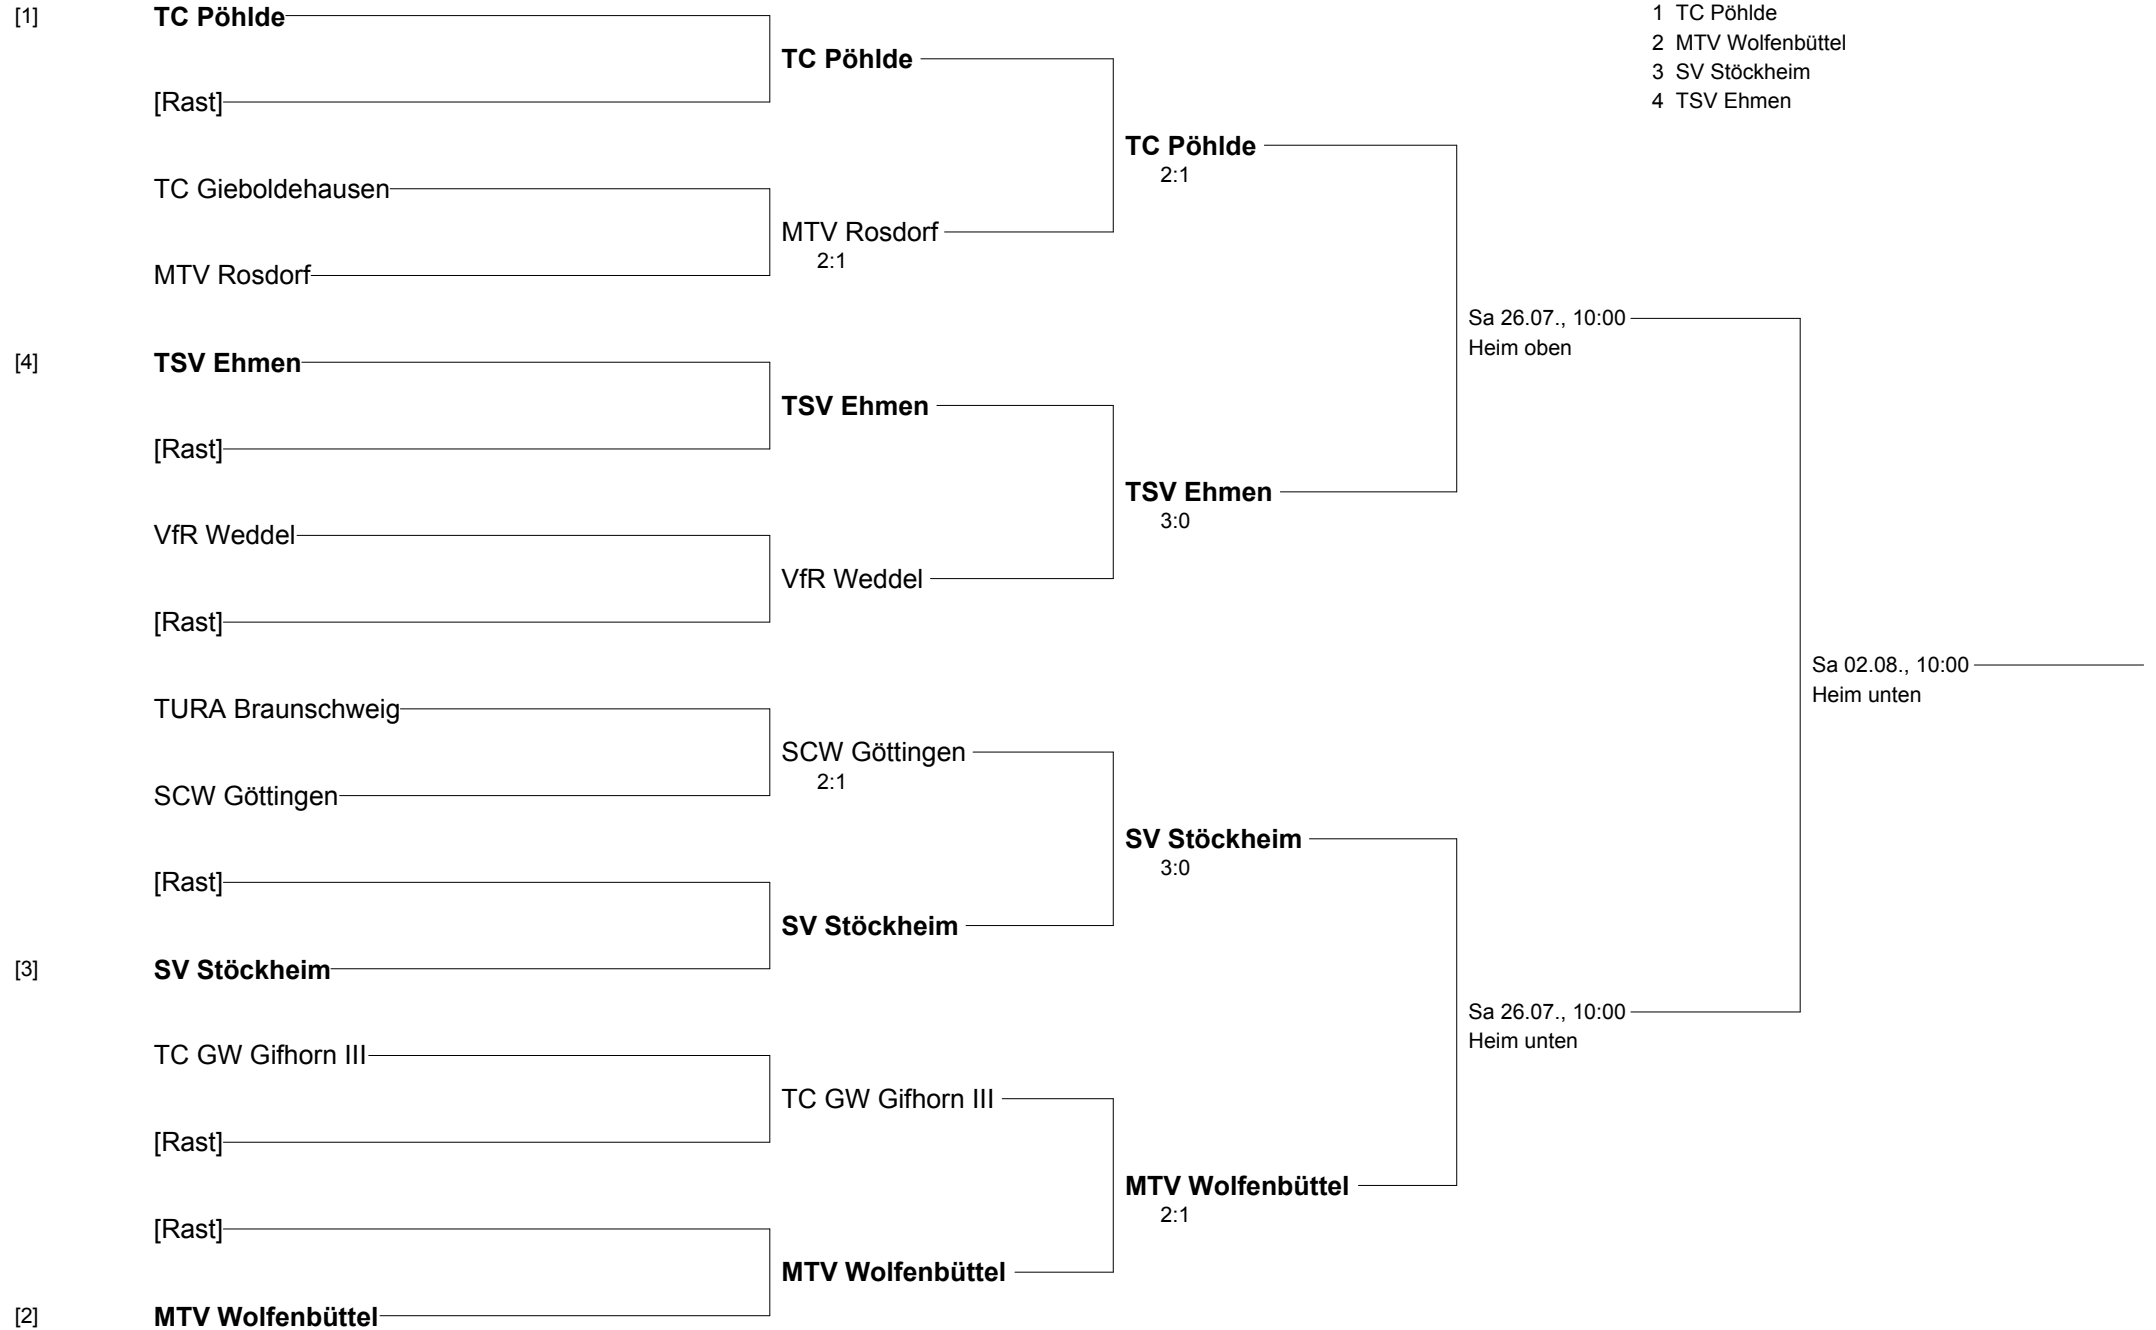 [1]
TC Pöhlde
[Rast]
TC Gieboldehausen
MTV Rosdorf
[4]
TSV Ehmen
[Rast]
VfR Weddel
[Rast]
TURA Braunschweig
SCW Göttingen
[Rast]
[3]
SV Stöckheim
TC GW Gifhorn III
[Rast]
[Rast]
[2]
MTV Wolfenbüttel
TC Pöhlde
MTV Rosdorf
2:1
TSV Ehmen
VfR Weddel
SCW Göttingen
2:1
SV Stöckheim
TC GW Gifhorn III
MTV Wolfenbüttel
TC Pöhlde
2:1
TSV Ehmen
3:0
SV Stöckheim
3:0
MTV Wolfenbüttel
2:1
Sa 26.07., 10:00
Heim oben
Sa 26.07., 10:00
Heim unten
Sa 02.08., 10:00
Heim unten
1 TC Pöhlde
2 MTV Wolfenbüttel
3 SV Stöckheim
4 TSV Ehmen